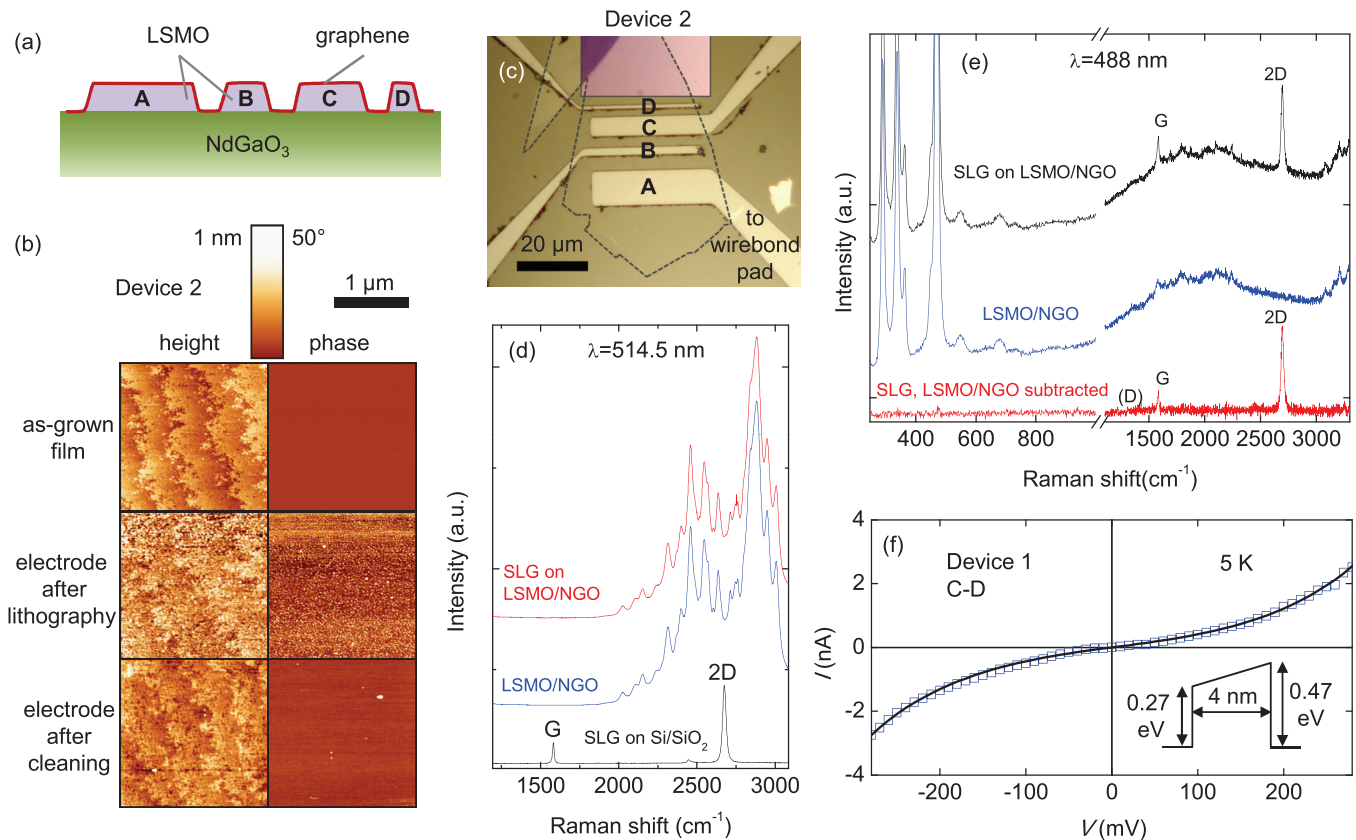 (a)
LSMO
graphene
A
B
C
D
NdGaO3
(b)
1 nm
50°
Device 2
1 μm
height
phase
as-grown
film
electrode
after
lithography
electrode
after
cleaning
Device 2
(c)
D
C
B
A
20 μm
to
wirebond
pad
(d)
λ=514.5 nm
Intensity (a.u.)
SLG on
LSMO/NGO
LSMO/NGO
2D
G
SLG on Si/SiO2
1500
2000
2500
3000
Raman shift (cm-1)
(e)
λ=488 nm
2D
G
SLG on LSMO/NGO
Intensity (a.u.)
LSMO/NGO
2D
SLG, LSMO/NGO subtracted
(D)
G
400
600
800
1500
2000
2500
3000
Raman shift(cm-1)
(f)
Device 1
C-D
5 K
4
2
0
-2
-4
I (nA)
0.27
eV
4 nm
0.47
eV
-200
-100
0
100
200
V (mV)